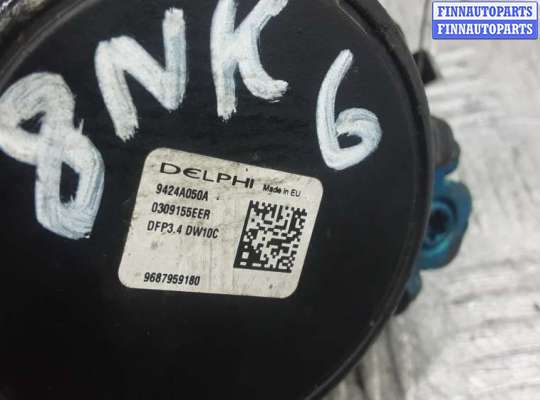 FINNAUTOPARTS
FINNAUTOPARTS
8NK6
DELPHI Made in EU
9424A050A
0309155EER
DFP3.4 DW10C
9687959180